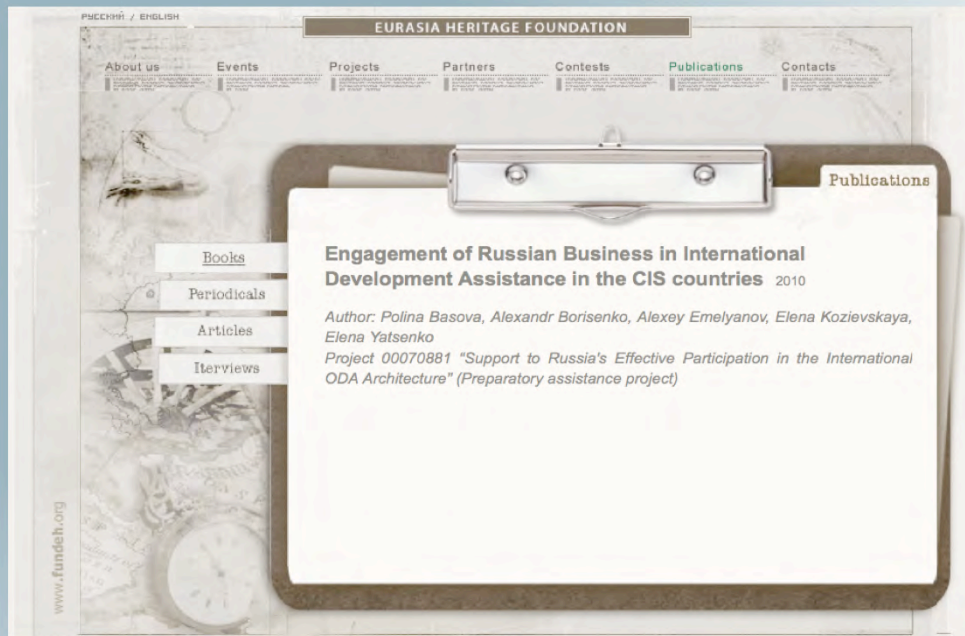 РУССКИЙ / ENGLISH
EURASIA HERITAGE FOUNDATION
About us
Events
Projects
Partners
Contests
Publications
Contacts
Publications
Books
Periodicals
Articles
Iterviews
Engagement of Russian Business in International
Development Assistance in the CIS countries 2010
Author: Polina Basova, Alexandr Borisenko, Alexey Emelyanov, Elena Kozievskaya,
Elena Yatsenko
Project 00070881 "Support to Russia's Effective Participation in the International
ODA Architecture" (Preparatory assistance project)
www.fundeh.org